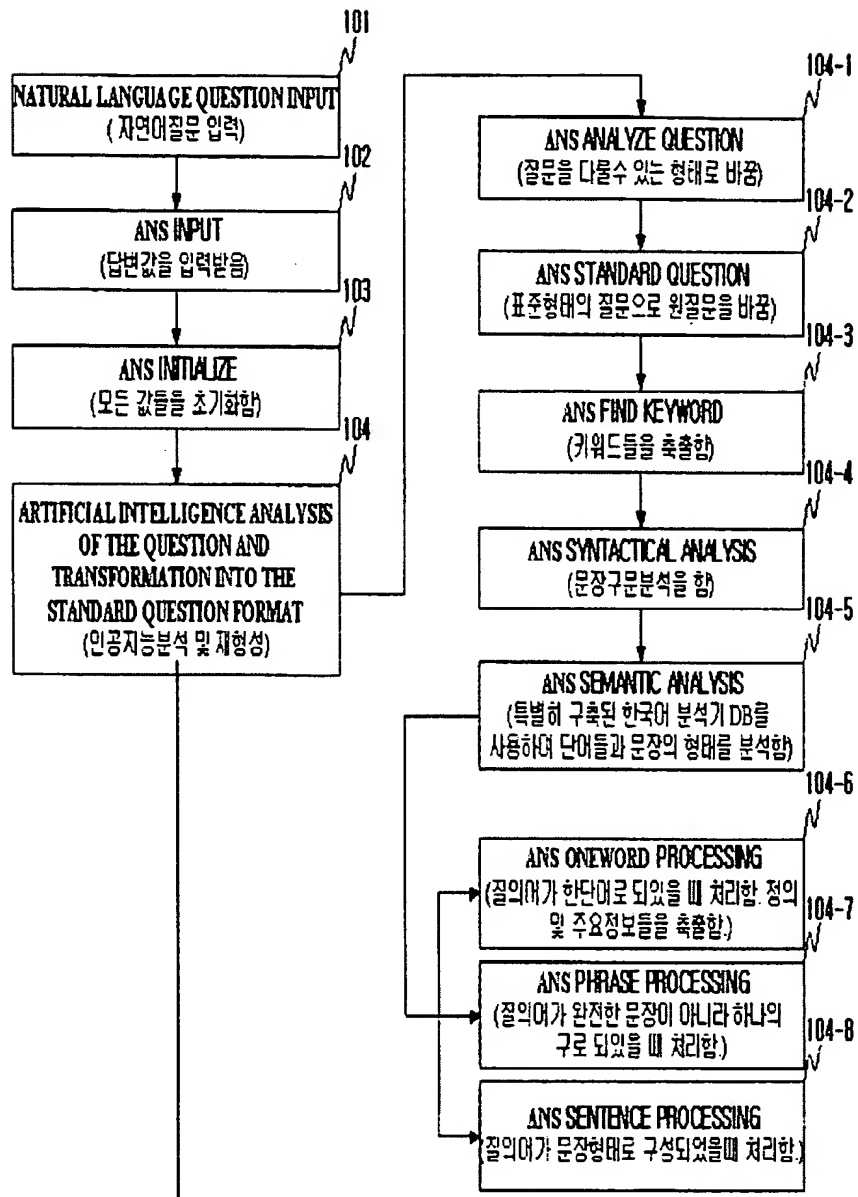 101
NATURAL LANGUAGE QUESTION INPUT
( 자연어질문 입력)
102
ANS INPUT
(답변값을 입력받음)
103
ANS INITIALIZE
(모든 값들을 초기화함)
104
ARTIFICIAL INTELLIGENCE ANALYSIS
OF THE QUESTION AND
TRANSFORMATION INTO THE
STANDARD QUESTION FORMAT
(인공지능분석 및 재형성)
104-1
ANS ANALYZE QUESTION
(질문을 다룰수 있는 형태로 바꿈)
104-2
ANS STANDARD QUESTION
(표준형태의 질문으로 원질문을 바꿈)
104-3
ANS FIND KEYWORD
(키워드들을 축출함)
104-4
ANS SYNTACTICAL ANALYSIS
(문장구문분석을 함)
104-5
ANS SEMANTIC ANALYSIS
(특별히 구축된 한국어 분석기 DB를
사용하며 단어들과 문장의 형태를 분석함)
104-6
ANS ONEWORD PROCESSING
(질의어가 한단어로 되있을 때 처리함. 정의
및 주요정보들을 축출함.)
104-7
ANS PHRASE PROCESSING
(질의어가 완전한 문장이 아니라 하나의
구로 되있을 때 처리함.)
104-8
ANS SENTENCE PROCESSING
(질의어가 문장형태로 구성되었을때 처리함.)